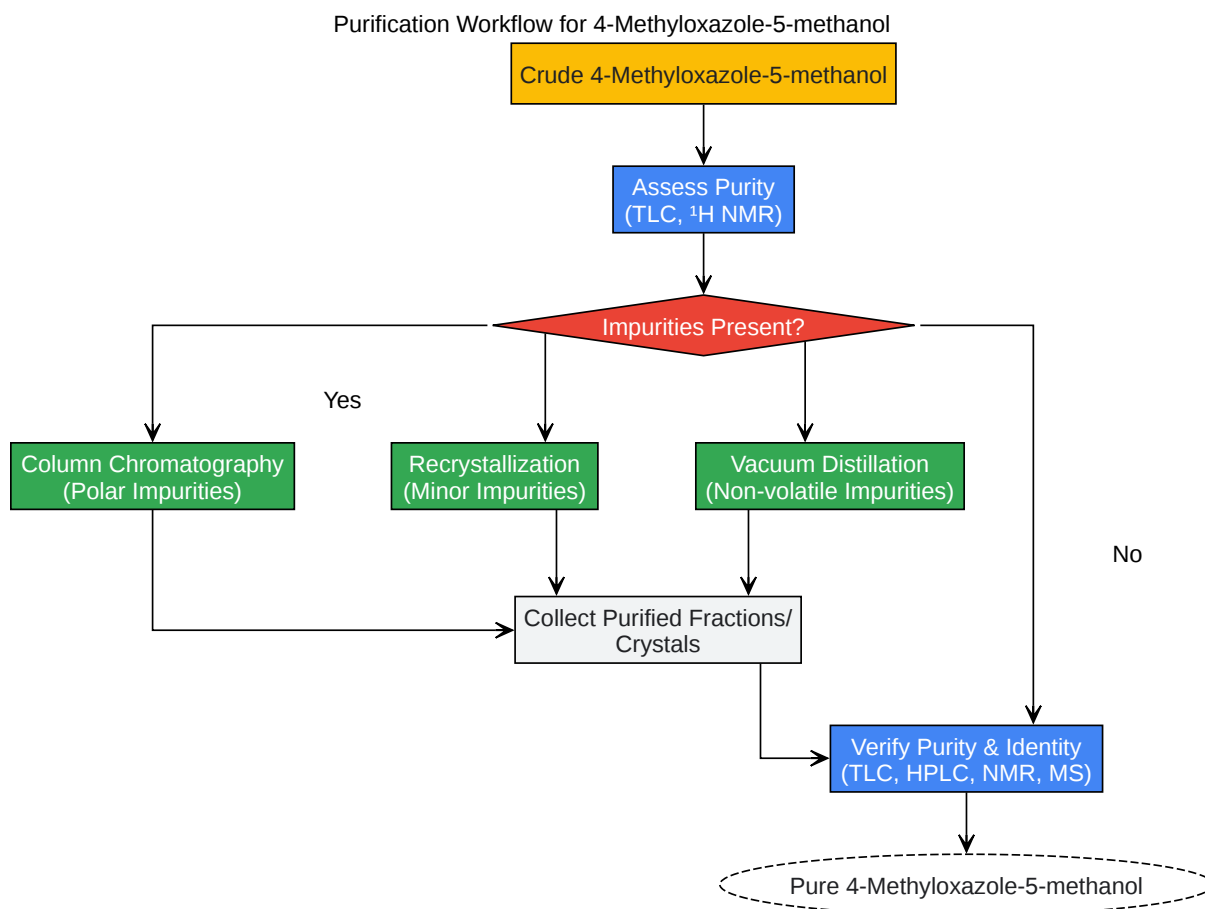 Purification Workflow for 4-Methyloxazole-5-methanol
Crude 4-Methyloxazole-5-methanol
Assess Purity
(TLC, ¹H NMR)
Impurities Present?
Yes
Column Chromatography
(Polar Impurities)
Recrystallization
(Minor Impurities)
Vacuum Distillation
(Non-volatile Impurities)
No
Collect Purified Fractions/
Crystals
Verify Purity & Identity
(TLC, HPLC, NMR, MS)
Pure 4-Methyloxazole-5-methanol